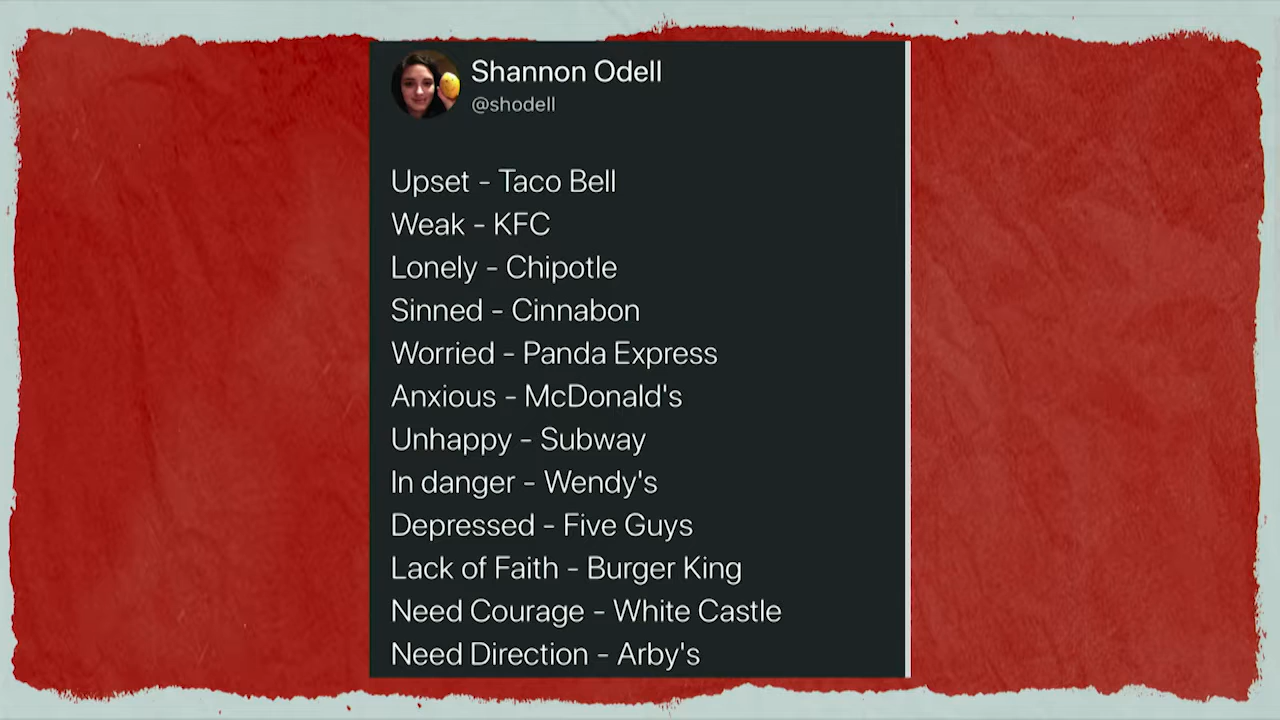 Shannon Odell
@shodell
Upset - Taco Bell
Weak - KFC
Lonely - Chipotle
Sinned - Cinnabon
Worried - Panda Express
Anxious - McDonald's
Unhappy - Subway
In danger - Wendy's
Depressed - Five Guys
Lack of Faith - Burger King
Need Courage - White Castle
Need Direction - Arby's